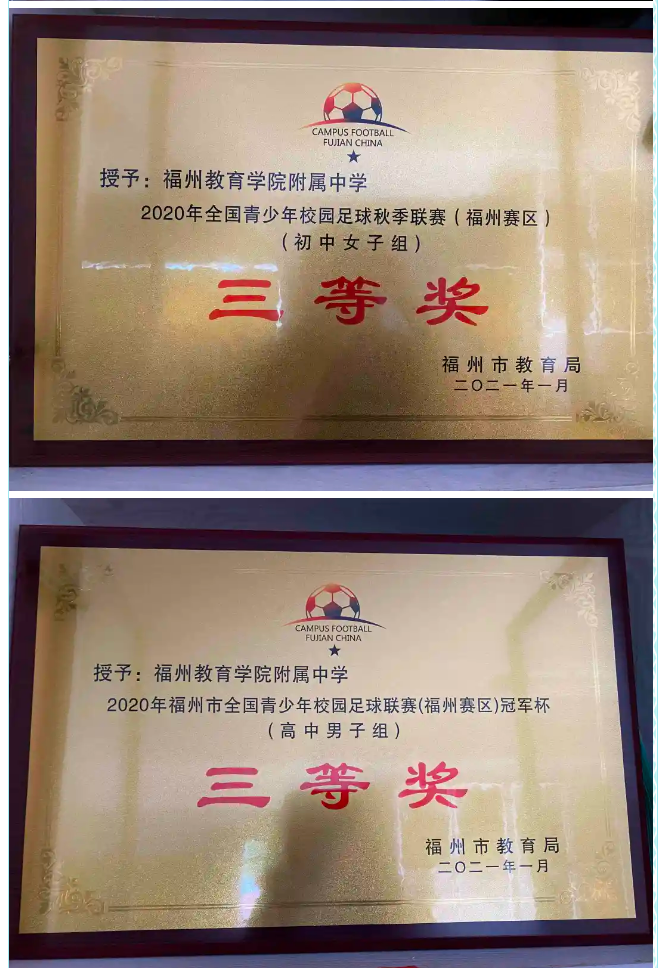 CAMPUS FOOTBALL
FUJIAN CHINA
授予：福州教育学院附属中学
2020年全国青少年校园足球秋季联赛（福州赛区）
（初中女子组）
三等奖
福州市教育局
二〇二一年一月
CAMPUS FOOTBALL
FUJIAN CHINA
授予：福州教育学院附属中学
2020年福州市全国青少年校园足球联赛(福州赛区)冠军杯
（高中男子组）
三等奖
福州市教育局
二〇二一年一月